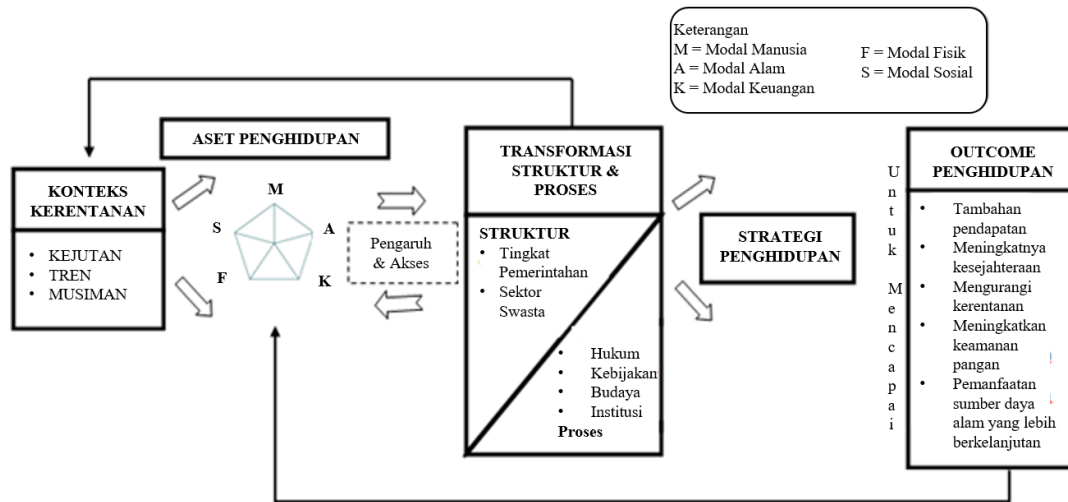 Keterangan
M = Modal Manusia
A = Modal Alam
K = Modal Keuangan
F = Modal Fisik
S = Modal Sosial
KONTEKS
KERENTANAN
• KEJUTAN
• TREN
• MUSIMAN
ASET PENGHIDUPAN
M
S
A
F
K
Pengaruh
& Akses
TRANSFORMASI
STRUKTUR &
PROSES
STRUKTUR
• Tingkat
Pemerintahan
• Sektor
Swasta
• Hukum
• Kebijakan
• Budaya
• Institusi
Proses
STRATEGI
PENGHIDUPAN
Untuk Mencapai
OUTCOME
PENGHIDUPAN
• Tambahan
pendapatan
• Meningkatnya
kesejahteraan
• Mengurangi
kerentanan
• Meningkatkan
keamanan
pangan
• Pemanfaatan
sumber daya
alam yang lebih
berkelanjutan